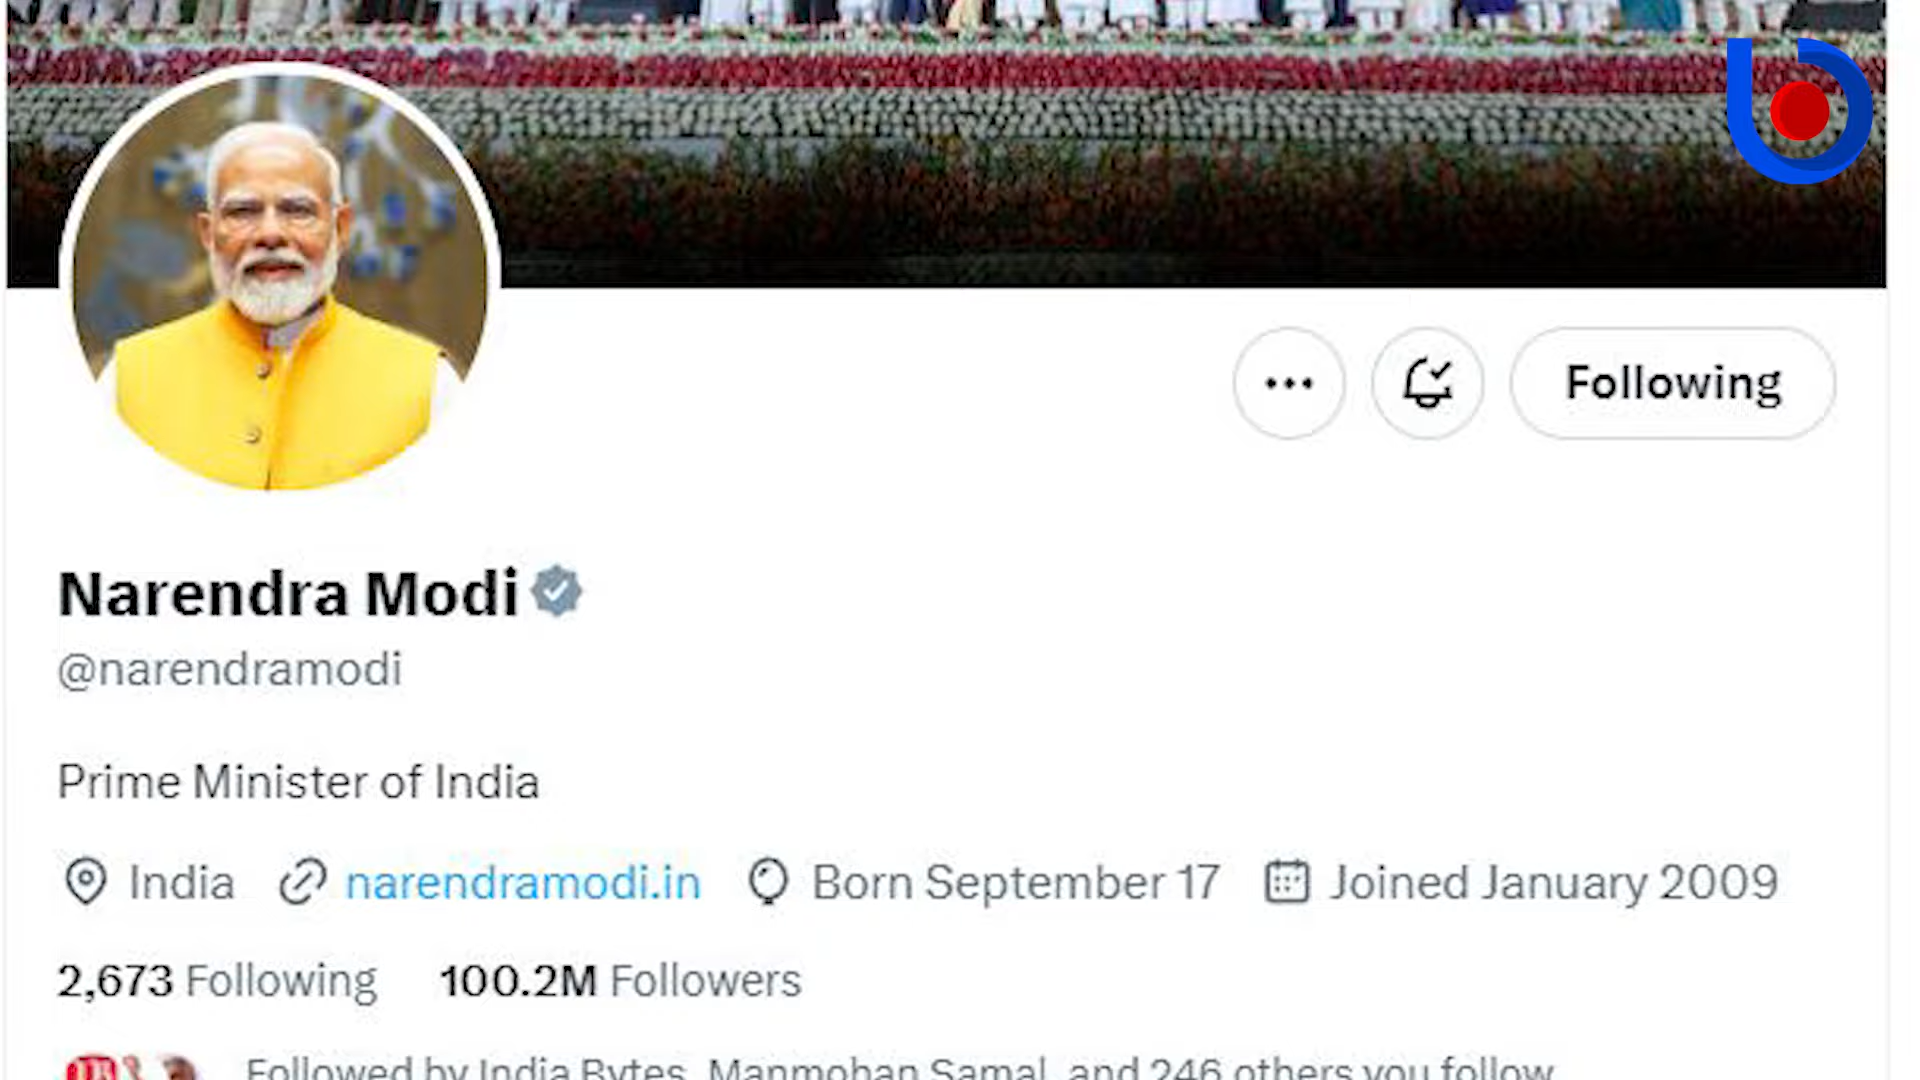 Following
Narendra Modi
@narendramodi
Prime Minister of India
India narendramodi.in Born September 17 Joined January 2009
2,673 Following 100.2M Followers
Followed by India Bytes, Manmohan Samal, and 246 others you follow